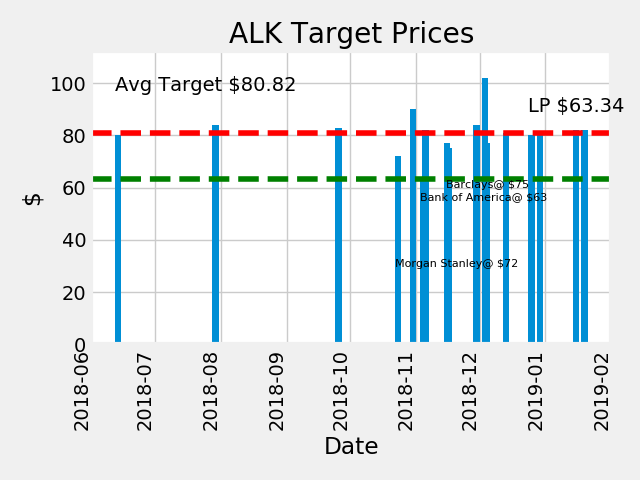 ALK Target Prices
Avg Target $80.82
LP $63.34
Barclays@ $75
Bank of America@ $63
Morgan Stanley@ $72
$
100
80
60
40
20
0
2018-06
2018-07
2018-08
2018-09
2018-10
2018-11
2018-12
2019-01
2019-02
Date